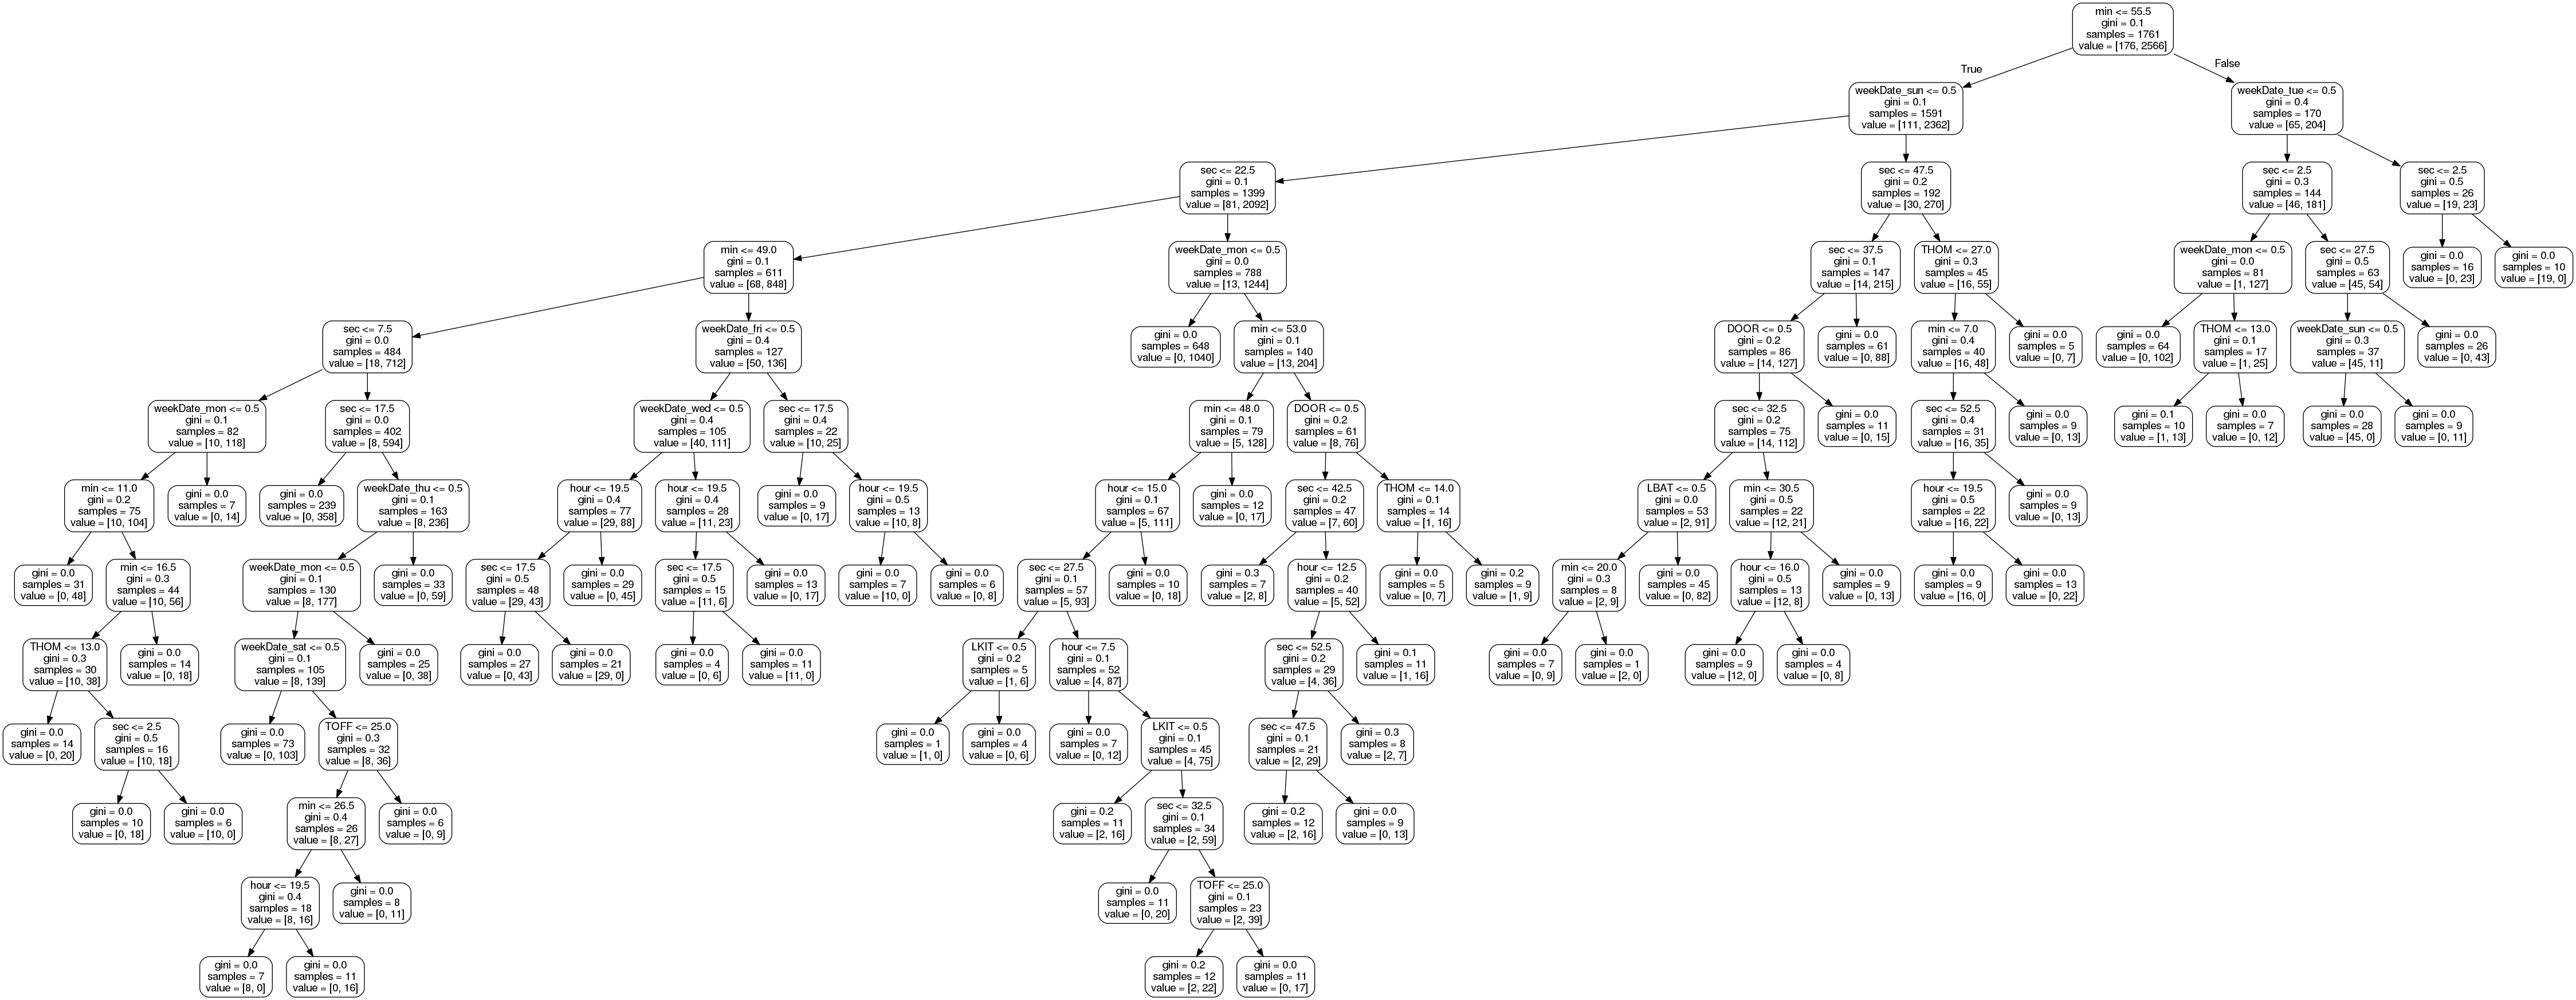 min <= 55.5
gini = 0.1
samples = 1761
value = [176, 2566]
True
False
weekDate_sun <= 0.5
gini = 0.1
samples = 1591
value = [111, 2362]
weekDate_tue <= 0.5
gini = 0.4
samples = 170
value = [65, 204]
sec <= 22.5
gini = 0.1
samples = 1399
value = [81, 2092]
sec <= 47.5
gini = 0.2
samples = 192
value = [30, 270]
sec <= 2.5
gini = 0.3
samples = 144
value = [46, 181]
sec <= 2.5
gini = 0.5
samples = 26
value = [19, 23]
min <= 49.0
gini = 0.1
samples = 611
value = [68, 848]
weekDate_mon <= 0.5
gini = 0.0
samples = 788
value = [13, 1244]
sec <= 37.5
gini = 0.1
samples = 147
value = [14, 215]
THOM <= 27.0
gini = 0.3
samples = 45
value = [16, 55]
weekDate_mon <= 0.5
gini = 0.0
samples = 81
value = [1, 127]
sec <= 27.5
gini = 0.5
samples = 63
value = [45, 54]
gini = 0.0
samples = 16
value = [0, 23]
gini = 0.0
samples = 10
value = [19, 0]
sec <= 7.5
gini = 0.0
samples = 484
value = [18, 712]
weekDate_fri <= 0.5
gini = 0.4
samples = 127
value = [50, 136]
gini = 0.0
samples = 648
value = [0, 1040]
min <= 53.0
gini = 0.1
samples = 140
value = [13, 204]
DOOR <= 0.5
gini = 0.2
samples = 86
value = [14, 127]
gini = 0.0
samples = 61
value = [0, 88]
min <= 7.0
gini = 0.4
samples = 40
value = [16, 48]
gini = 0.0
samples = 5
value = [0, 7]
gini = 0.0
samples = 64
value = [0, 102]
THOM <= 13.0
gini = 0.1
samples = 17
value = [1, 25]
weekDate_sun <= 0.5
gini = 0.3
samples = 37
value = [45, 11]
gini = 0.0
samples = 26
value = [0, 43]
weekDate_mon <= 0.5
gini = 0.1
samples = 82
value = [10, 118]
sec <= 17.5
gini = 0.0
samples = 402
value = [8, 594]
weekDate_wed <= 0.5
gini = 0.4
samples = 105
value = [40, 111]
sec <= 17.5
gini = 0.4
samples = 22
value = [10, 25]
min <= 48.0
gini = 0.1
samples = 79
value = [5, 128]
DOOR <= 0.5
gini = 0.2
samples = 61
value = [8, 76]
sec <= 32.5
gini = 0.2
samples = 75
value = [14, 112]
gini = 0.0
samples = 11
value = [0, 15]
sec <= 52.5
gini = 0.4
samples = 31
value = [16, 35]
gini = 0.0
samples = 9
value = [0, 13]
gini = 0.1
samples = 10
value = [1, 13]
gini = 0.0
samples = 7
value = [0, 12]
gini = 0.0
samples = 28
value = [45, 0]
gini = 0.0
samples = 9
value = [0, 11]
min <= 11.0
gini = 0.2
samples = 75
value = [10, 104]
gini = 0.0
samples = 7
value = [0, 14]
gini = 0.0
samples = 239
value = [0, 358]
weekDate_thu <= 0.5
gini = 0.1
samples = 163
value = [8, 236]
hour <= 19.5
gini = 0.4
samples = 77
value = [29, 88]
hour <= 19.5
gini = 0.4
samples = 28
value = [11, 23]
gini = 0.0
samples = 9
value = [0, 17]
hour <= 19.5
gini = 0.5
samples = 13
value = [10, 8]
hour <= 15.0
gini = 0.1
samples = 67
value = [5, 111]
gini = 0.0
samples = 12
value = [0, 17]
sec <= 42.5
gini = 0.2
samples = 47
value = [7, 60]
THOM <= 14.0
gini = 0.1
samples = 14
value = [1, 16]
LBAT <= 0.5
gini = 0.0
samples = 53
value = [2, 91]
min <= 30.5
gini = 0.5
samples = 22
value = [12, 21]
hour <= 19.5
gini = 0.5
samples = 22
value = [16, 22]
gini = 0.0
samples = 9
value = [0, 13]
gini = 0.0
samples = 31
value = [0, 48]
min <= 16.5
gini = 0.3
samples = 44
value = [10, 56]
weekDate_mon <= 0.5
gini = 0.1
samples = 130
value = [8, 177]
gini = 0.0
samples = 33
value = [0, 59]
sec <= 17.5
gini = 0.5
samples = 48
value = [29, 43]
gini = 0.0
samples = 29
value = [0, 45]
sec <= 17.5
gini = 0.5
samples = 15
value = [11, 6]
gini = 0.0
samples = 13
value = [0, 17]
gini = 0.0
samples = 7
value = [10, 0]
gini = 0.0
samples = 6
value = [0, 8]
sec <= 27.5
gini = 0.1
samples = 57
value = [5, 93]
gini = 0.0
samples = 10
value = [0, 18]
gini = 0.3
samples = 7
value = [2, 8]
hour <= 12.5
gini = 0.2
samples = 40
value = [5, 52]
gini = 0.0
samples = 5
value = [0, 7]
gini = 0.2
samples = 9
value = [1, 9]
min <= 20.0
gini = 0.3
samples = 8
value = [2, 9]
gini = 0.0
samples = 45
value = [0, 82]
hour <= 16.0
gini = 0.5
samples = 13
value = [12, 8]
gini = 0.0
samples = 9
value = [0, 13]
gini = 0.0
samples = 9
value = [16, 0]
gini = 0.0
samples = 13
value = [0, 22]
THOM <= 13.0
gini = 0.3
samples = 30
value = [10, 38]
gini = 0.0
samples = 14
value = [0, 18]
weekDate_sat <= 0.5
gini = 0.1
samples = 105
value = [8, 139]
gini = 0.0
samples = 25
value = [0, 38]
gini = 0.0
samples = 27
value = [0, 43]
gini = 0.0
samples = 21
value = [29, 0]
gini = 0.0
samples = 4
value = [0, 6]
gini = 0.0
samples = 11
value = [11, 0]
LKIT <= 0.5
gini = 0.2
samples = 5
value = [1, 6]
hour <= 7.5
gini = 0.1
samples = 52
value = [4, 87]
sec <= 52.5
gini = 0.2
samples = 29
value = [4, 36]
gini = 0.1
samples = 11
value = [1, 16]
gini = 0.0
samples = 7
value = [0, 9]
gini = 0.0
samples = 1
value = [2, 0]
gini = 0.0
samples = 9
value = [12, 0]
gini = 0.0
samples = 4
value = [0, 8]
gini = 0.0
samples = 14
value = [0, 20]
sec <= 2.5
gini = 0.5
samples = 16
value = [10, 18]
gini = 0.0
samples = 73
value = [0, 103]
TOFF <= 25.0
gini = 0.3
samples = 32
value = [8, 36]
gini = 0.0
samples = 1
value = [1, 0]
gini = 0.0
samples = 4
value = [0, 6]
gini = 0.0
samples = 7
value = [0, 12]
LKIT <= 0.5
gini = 0.1
samples = 45
value = [4, 75]
sec <= 47.5
gini = 0.1
samples = 21
value = [2, 29]
gini = 0.3
samples = 8
value = [2, 7]
gini = 0.0
samples = 10
value = [0, 18]
gini = 0.0
samples = 6
value = [10, 0]
min <= 26.5
gini = 0.4
samples = 26
value = [8, 27]
gini = 0.0
samples = 6
value = [0, 9]
gini = 0.2
samples = 11
value = [2, 16]
sec <= 32.5
gini = 0.1
samples = 34
value = [2, 59]
gini = 0.2
samples = 12
value = [2, 16]
gini = 0.0
samples = 9
value = [0, 13]
hour <= 19.5
gini = 0.4
samples = 18
value = [8, 16]
gini = 0.0
samples = 8
value = [0, 11]
gini = 0.0
samples = 11
value = [0, 20]
TOFF <= 25.0
gini = 0.1
samples = 23
value = [2, 39]
gini = 0.0
samples = 7
value = [8, 0]
gini = 0.0
samples = 11
value = [0, 16]
gini = 0.2
samples = 12
value = [2, 22]
gini = 0.0
samples = 11
value = [0, 17]